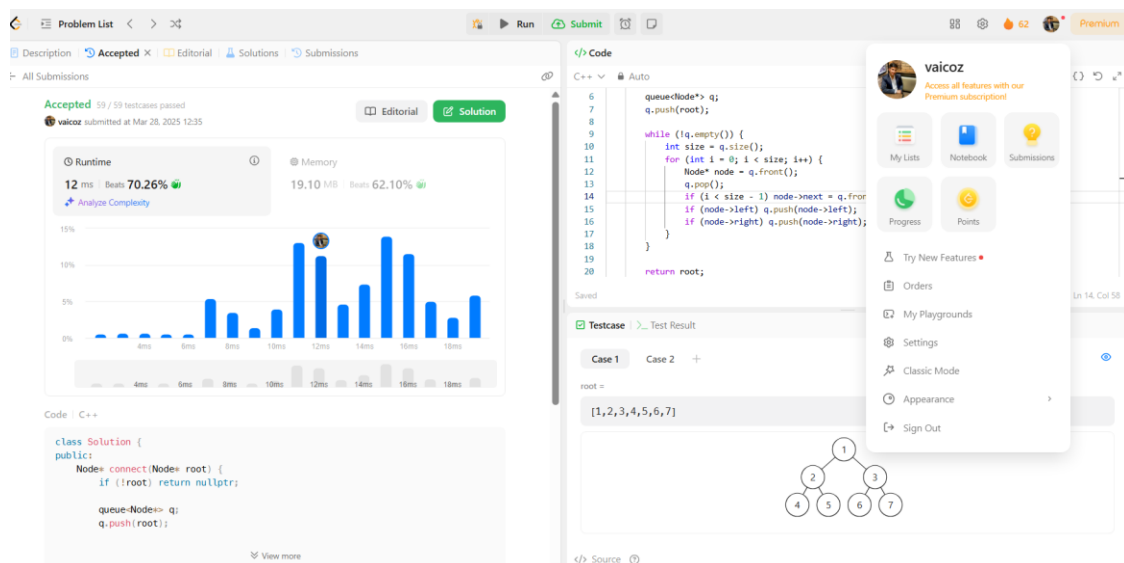 Problem List
Run
Submit
62
Premium
Description
Accepted
Editorial
Solutions
Submissions
All Submissions
Accepted 59 / 59 testcases passed
vaicoz submitted at Mar 28, 2025 12:35
Editorial
Solution
Runtime
12 ms Beats 70.26%
Analyze Complexity
Memory
19.10 MB Beats 62.10%
15%
10%
5%
0%
4ms 6ms 8ms 10ms 12ms 14ms 16ms 18ms
4ms 6ms 8ms 10ms 12ms 14ms 16ms 18ms
Code C++
class Solution {
public:
Node* connect(Node* root) {
if (!root) return nullptr;
queue<Node*> q;
q.push(root);
View more
</> Code
C++ Auto
6 queue<Node*> q;
7 q.push(root);
8
9 while (!q.empty()) {
10 int size = q.size();
11 for (int i = 0; i < size; i++) {
12 Node* node = q.front();
13 q.pop();
14 if (i < size - 1) node->next = q.fron
15 if (node->left) q.push(node->left);
16 if (node->right) q.push(node->right);
17 }
18 }
19
20 return root;
Saved
Ln 14, Col 58
Testcase
Test Result
Case 1
Case 2
root =
[1,2,3,4,5,6,7]
1
2 3
4 5 6 7
</> Source
vaicoz
Access all features with our
Premium subscription!
My Lists
Notebook
Submissions
Progress
Points
Try New Features
Orders
My Playgrounds
Settings
Classic Mode
Appearance
Sign Out